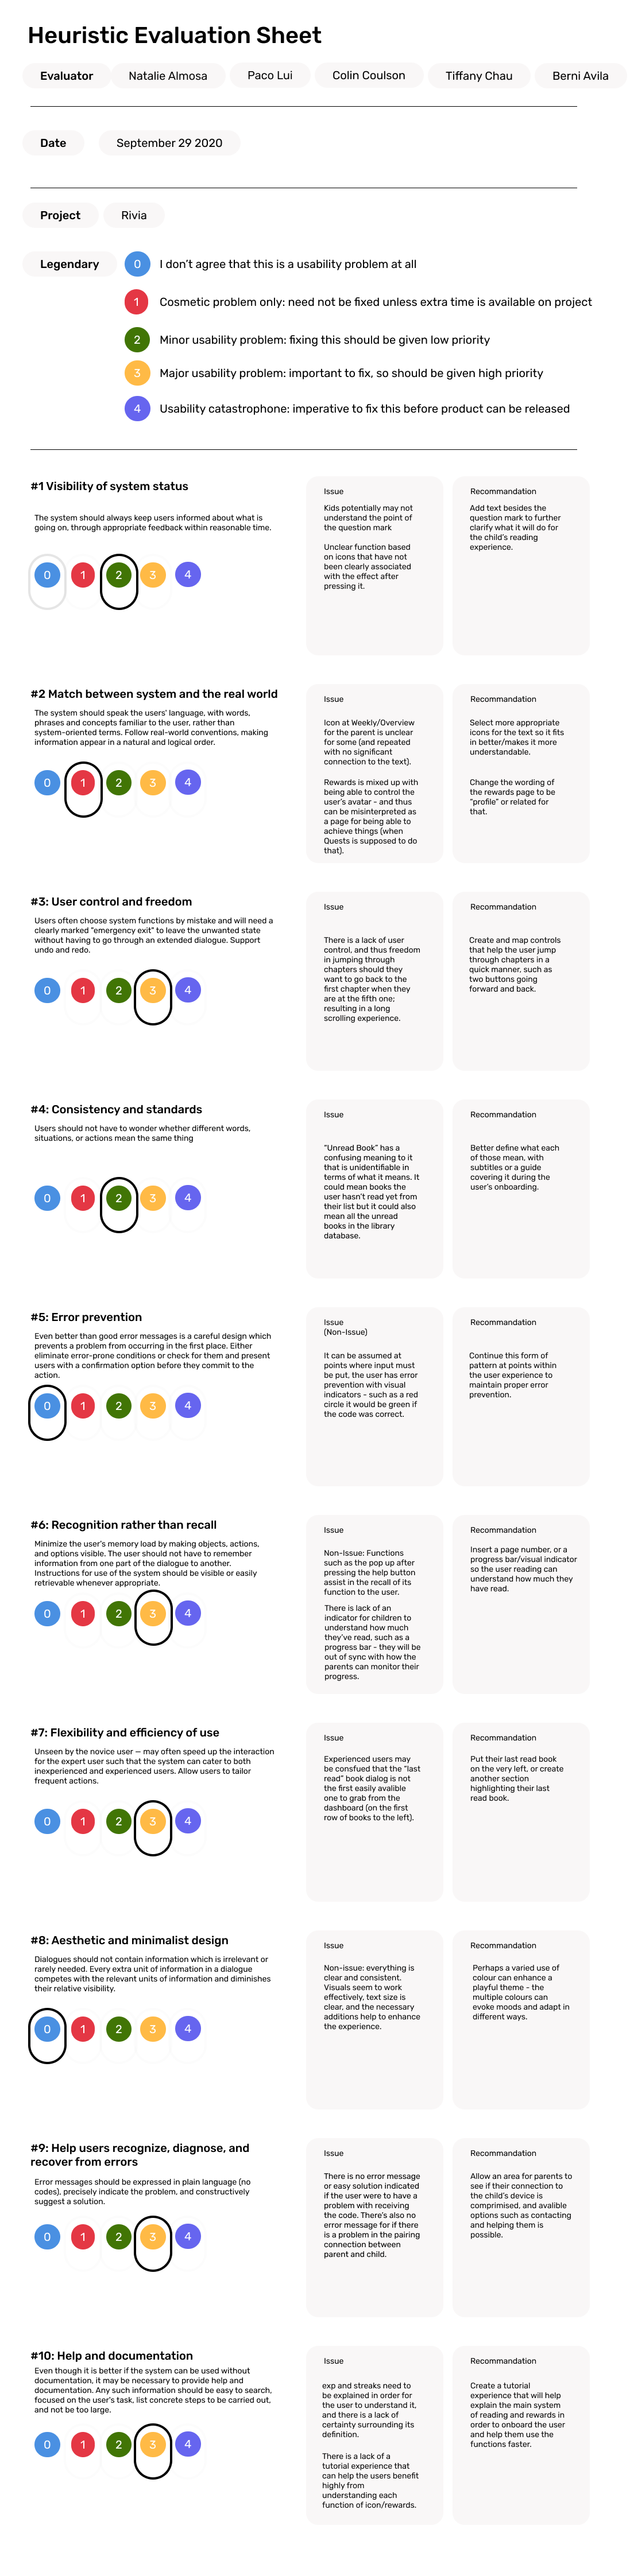 Heuristic Evaluation Sheet
Evaluator Natalie Almosa Paco Lui Colin Coulson Tiffany Chau Berni Avila
Date September 29 2020
Project Rivia
Legendary 0 I don't agree that this is a usability problem at all
1 Cosmetic problem only: need not be fixed unless extra time is available on project
2 Minor usability problem: fixing this should be given low priority
3 Major usability problem: important to fix, so should be given high priority
4 Usability catastrophone: imperative to fix this before product can be released
#1 Visibility of system status
The system should always keep users informed about what is
going on, through appropriate feedback within reasonable time.
0 1 2 3 4
Issue
Kids potentially may not
understand the point of
the question mark
Unclear function based
on icons that have not
been clearly associated
with the effect after
pressing it.
Recommandation
Add text besides the
question mark to further
clarify what it will do for
the child's reading
experience.
#2 Match between system and the real world
The system should speak the users' language, with words,
phrases and concepts familiar to the user, rather than
system-oriented terms. Follow real-world conventions, making
information appear in a natural and logical order.
0 1 2 3 4
Issue
Icon at Weekly/Overview
for the parent is unclear
for some (and repeated
with no significant
connection to the text).
Rewards is mixed up with
being able to control the
user's avatar - and thus
can be misinterpreted as
a page for being able to
achieve things (when
Quests is supposed to do
that).
Recommandation
Select more appropriate
icons for the text so it fits
in better/makes it more
understandable.
Change the wording of
the rewards page to be
"profile" or related for
that.
#3: User control and freedom
Users often choose system functions by mistake and will need a
clearly marked "emergency exit" to leave the unwanted state
without having to go through an extended dialogue. Support
undo and redo.
0 1 2 3 4
Issue
There is a lack of user
control, and thus freedom
in jumping through
chapters should they
want to go back to the
first chapter when they
are at the fifth one;
resulting in a long
scrolling experience.
Recommandation
Create and map controls
that help the user jump
through chapters in a
quick manner, such as
two buttons going
forward and back.
#4: Consistency and standards
Users should not have to wonder whether different words,
situations, or actions mean the same thing
0 1 2 3 4
Issue
"Unread Book" has a
confusing meaning to it
that is unidentifiable in
terms of what it means. It
could mean books the
user hasn't read yet from
their list but it could also
mean all the unread
books in the library
database.
Recommandation
Better define what each
of those mean, with
subtitles or a guide
covering it during the
user's onboarding.
#5: Error prevention
Even better than good error messages is a careful design which
prevents a problem from occurring in the first place. Either
eliminate error-prone conditions or check for them and present
users with a confirmation option before they commit to the
action.
0 1 2 3 4
Issue
(Non-Issue)
It can be assumed at
points where input must
be put, the user has error
prevention with visual
indicators - such as a red
circle it would be green if
the code was correct.
Recommandation
Continue this form of
pattern at points within
the user experience to
maintain proper error
prevention.
#6: Recognition rather than recall
Minimize the user's memory load by making objects, actions,
and options visible. The user should not have to remember
information from one part of the dialogue to another.
Instructions for use of the system should be visible or easily
retrievable whenever appropriate.
0 1 2 3 4
Issue
Non-Issue: Functions
such as the pop up after
pressing the help button
assist in the recall of its
function to the user.
There is lack of an
indicator for children to
understand how much
they've read, such as a
progress bar - they will be
out of sync with how the
parents can monitor their
progress.
Recommandation
Insert a page number, or a
progress bar/visual indicator
so the user reading can
understand how much they
have read.
#7: Flexibility and efficiency of use
Unseen by the novice user — may often speed up the interaction
for the expert user such that the system can cater to both
inexperienced and experienced users. Allow users to tailor
frequent actions.
0 1 2 3 4
Issue
Experienced users may
be consfued that the "last
read" book dialog is not
the first easily avalible
one to grab from the
dashboard (on the first
row of books to the left).
Recommandation
Put their last read book
on the very left, or create
another section
highlighting their last
read book.
#8: Aesthetic and minimalist design
Dialogues should not contain information which is irrelevant or
rarely needed. Every extra unit of information in a dialogue
competes with the relevant units of information and diminishes
their relative visibility.
0 1 2 3 4
Issue
Non-issue: everything is
clear and consistent.
Visuals seem to work
effectively, text size is
clear, and the necessary
additions help to enhance
the experience.
Recommandation
Perhaps a varied use of
colour can enhance a
playful theme - the
multiple colours can
evoke moods and adapt in
different ways.
#9: Help users recognize, diagnose, and
recover from errors
Error messages should be expressed in plain language (no
codes), precisely indicate the problem, and constructively
suggest a solution.
0 1 2 3 4
Issue
There is no error message
or easy solution indicated
if the user were to have a
problem with receiving
the code. There's also no
error message for if there
is a problem in the pairing
connection between
parent and child.
Recommandation
Allow an area for parents to
see if their connection to
the child's device is
comprimised, and avalible
options such as contacting
and helping them is
possible.
#10: Help and documentation
Even though it is better if the system can be used without
documentation, it may be necessary to provide help and
documentation. Any such information should be easy to search,
focused on the user's task, list concrete steps to be carried out,
and not be too large.
0 1 2 3 4
Issue
exp and streaks need to
be explained in order for
the user to understand it,
and there is a lack of
certainty surrounding its
definition.
There is a lack of a
tutorial experience that
can help the users benefit
highly from
understanding each
function of icon/rewards.
Recommandation
Create a tutorial
experience that will help
explain the main system
of reading and rewards in
order to onboard the user
and help them use the
functions faster.